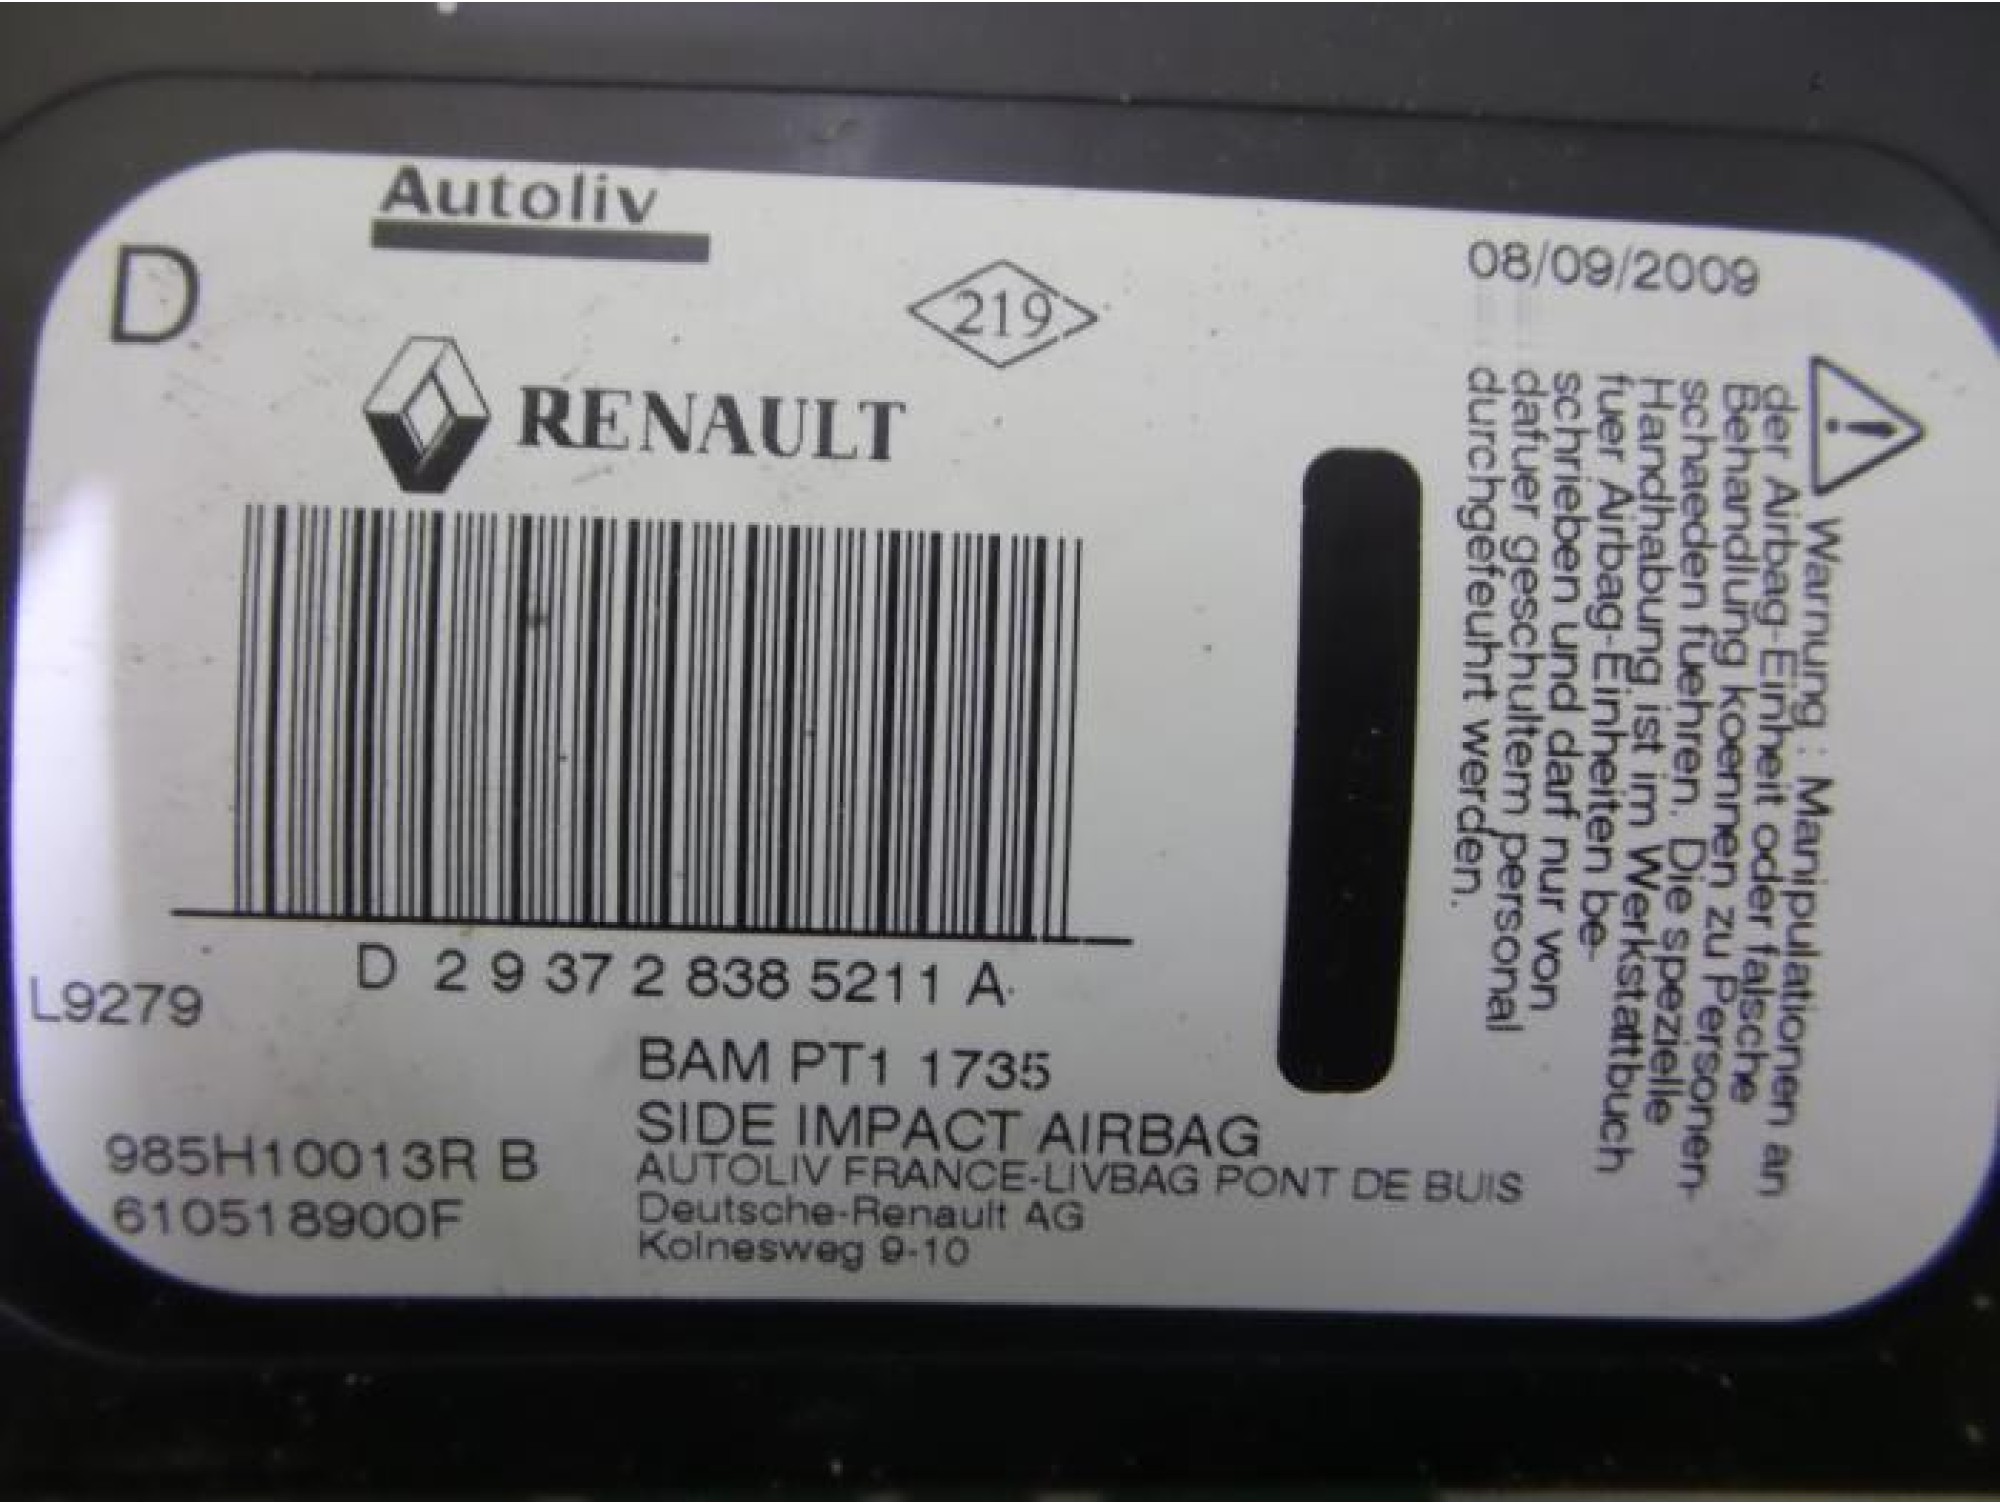 Autoliv
D
219
08/09/2009
RENAULT
D 2 9 37 2 838 5211 A
L9279
BAM PT1 1735
SIDE IMPACT AIRBAG
985H10013R B
AUTOLIV FRANCE-LIVBAG PONT DE BUIS
610518900F
Deutsche-Renault AG
Kolnesweg 9-10
Warnung : Manipulationen an
der Airbag-Einheit oder falsche
Behandlung koennen zu Personen-
schaeden fuehren. Die spezielle
Handhabung ist im Werkstattbuch
fuer Airbag-Einheiten be-
schrieben und darf nur von
dafuer geschultem personal
durchgefeuhrt werden.